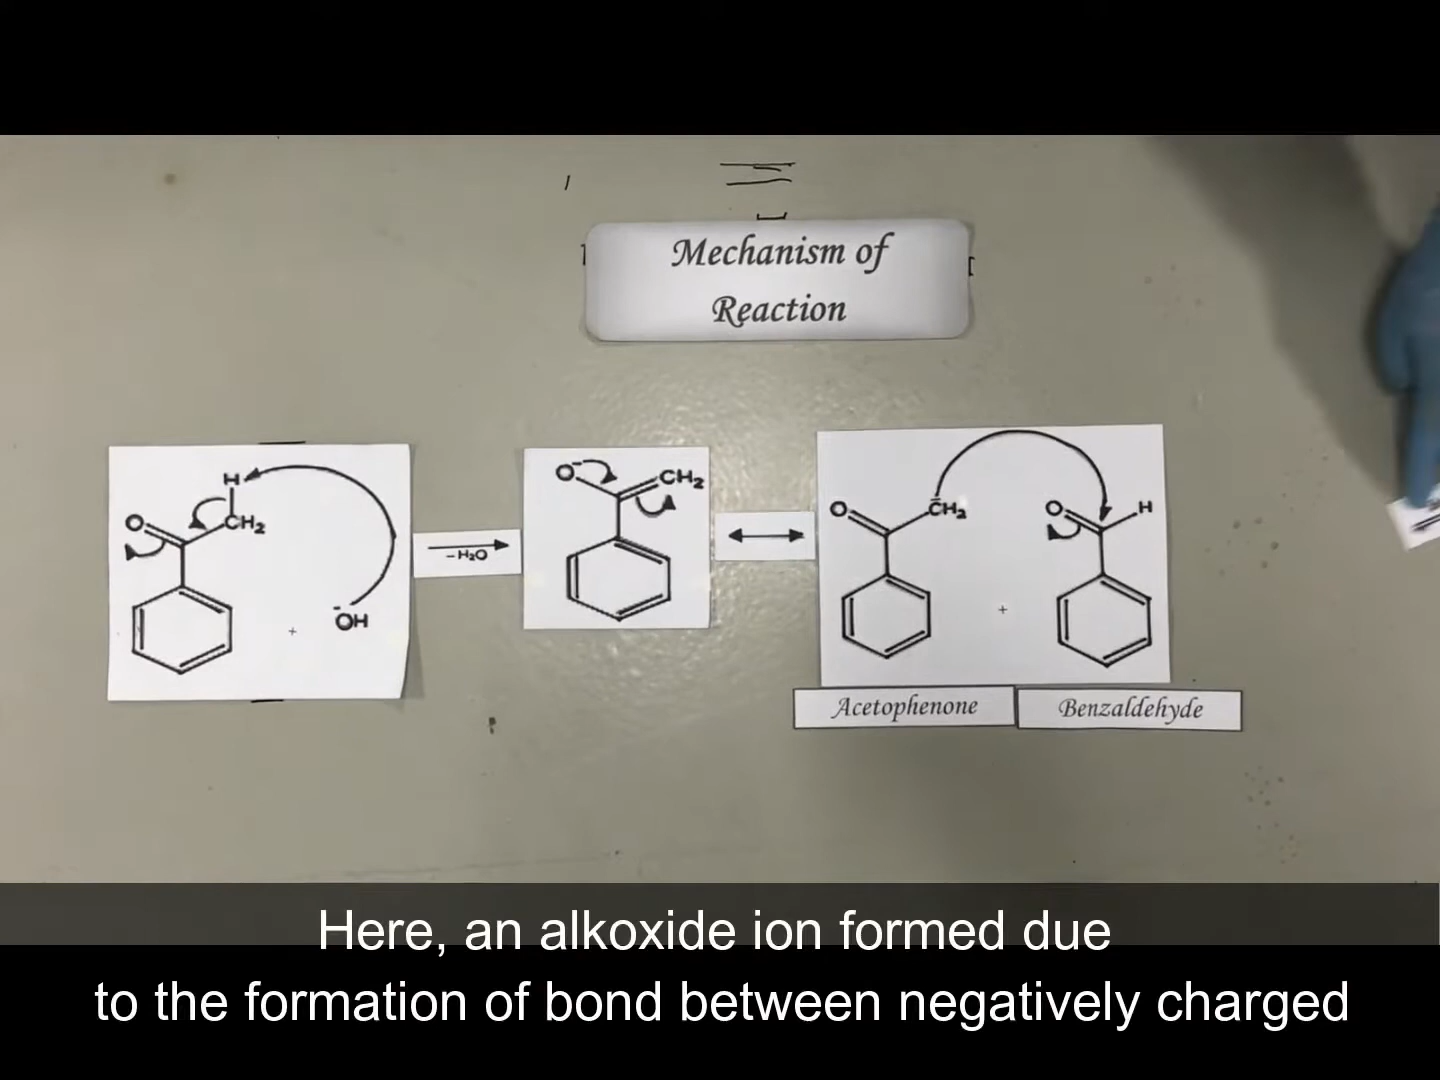 Mechanism of
Reaction
H
O
CH₂
+
⁻OH
−H₂O
O⁻
CH₂
O
C̄H₂
+
O
H
Acetophenone
Benzaldehyde
Here, an alkoxide ion formed due
to the formation of bond between negatively charged